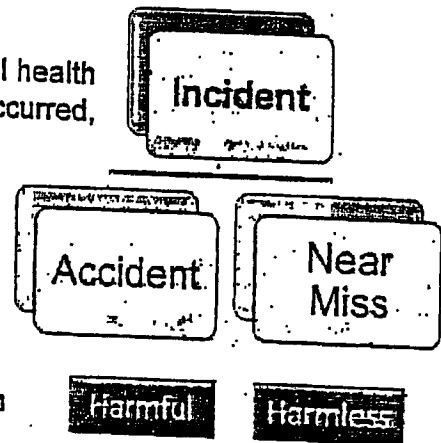 l health
ccurred,
Incident
Accident
Near
Miss
Harmful
Harmless